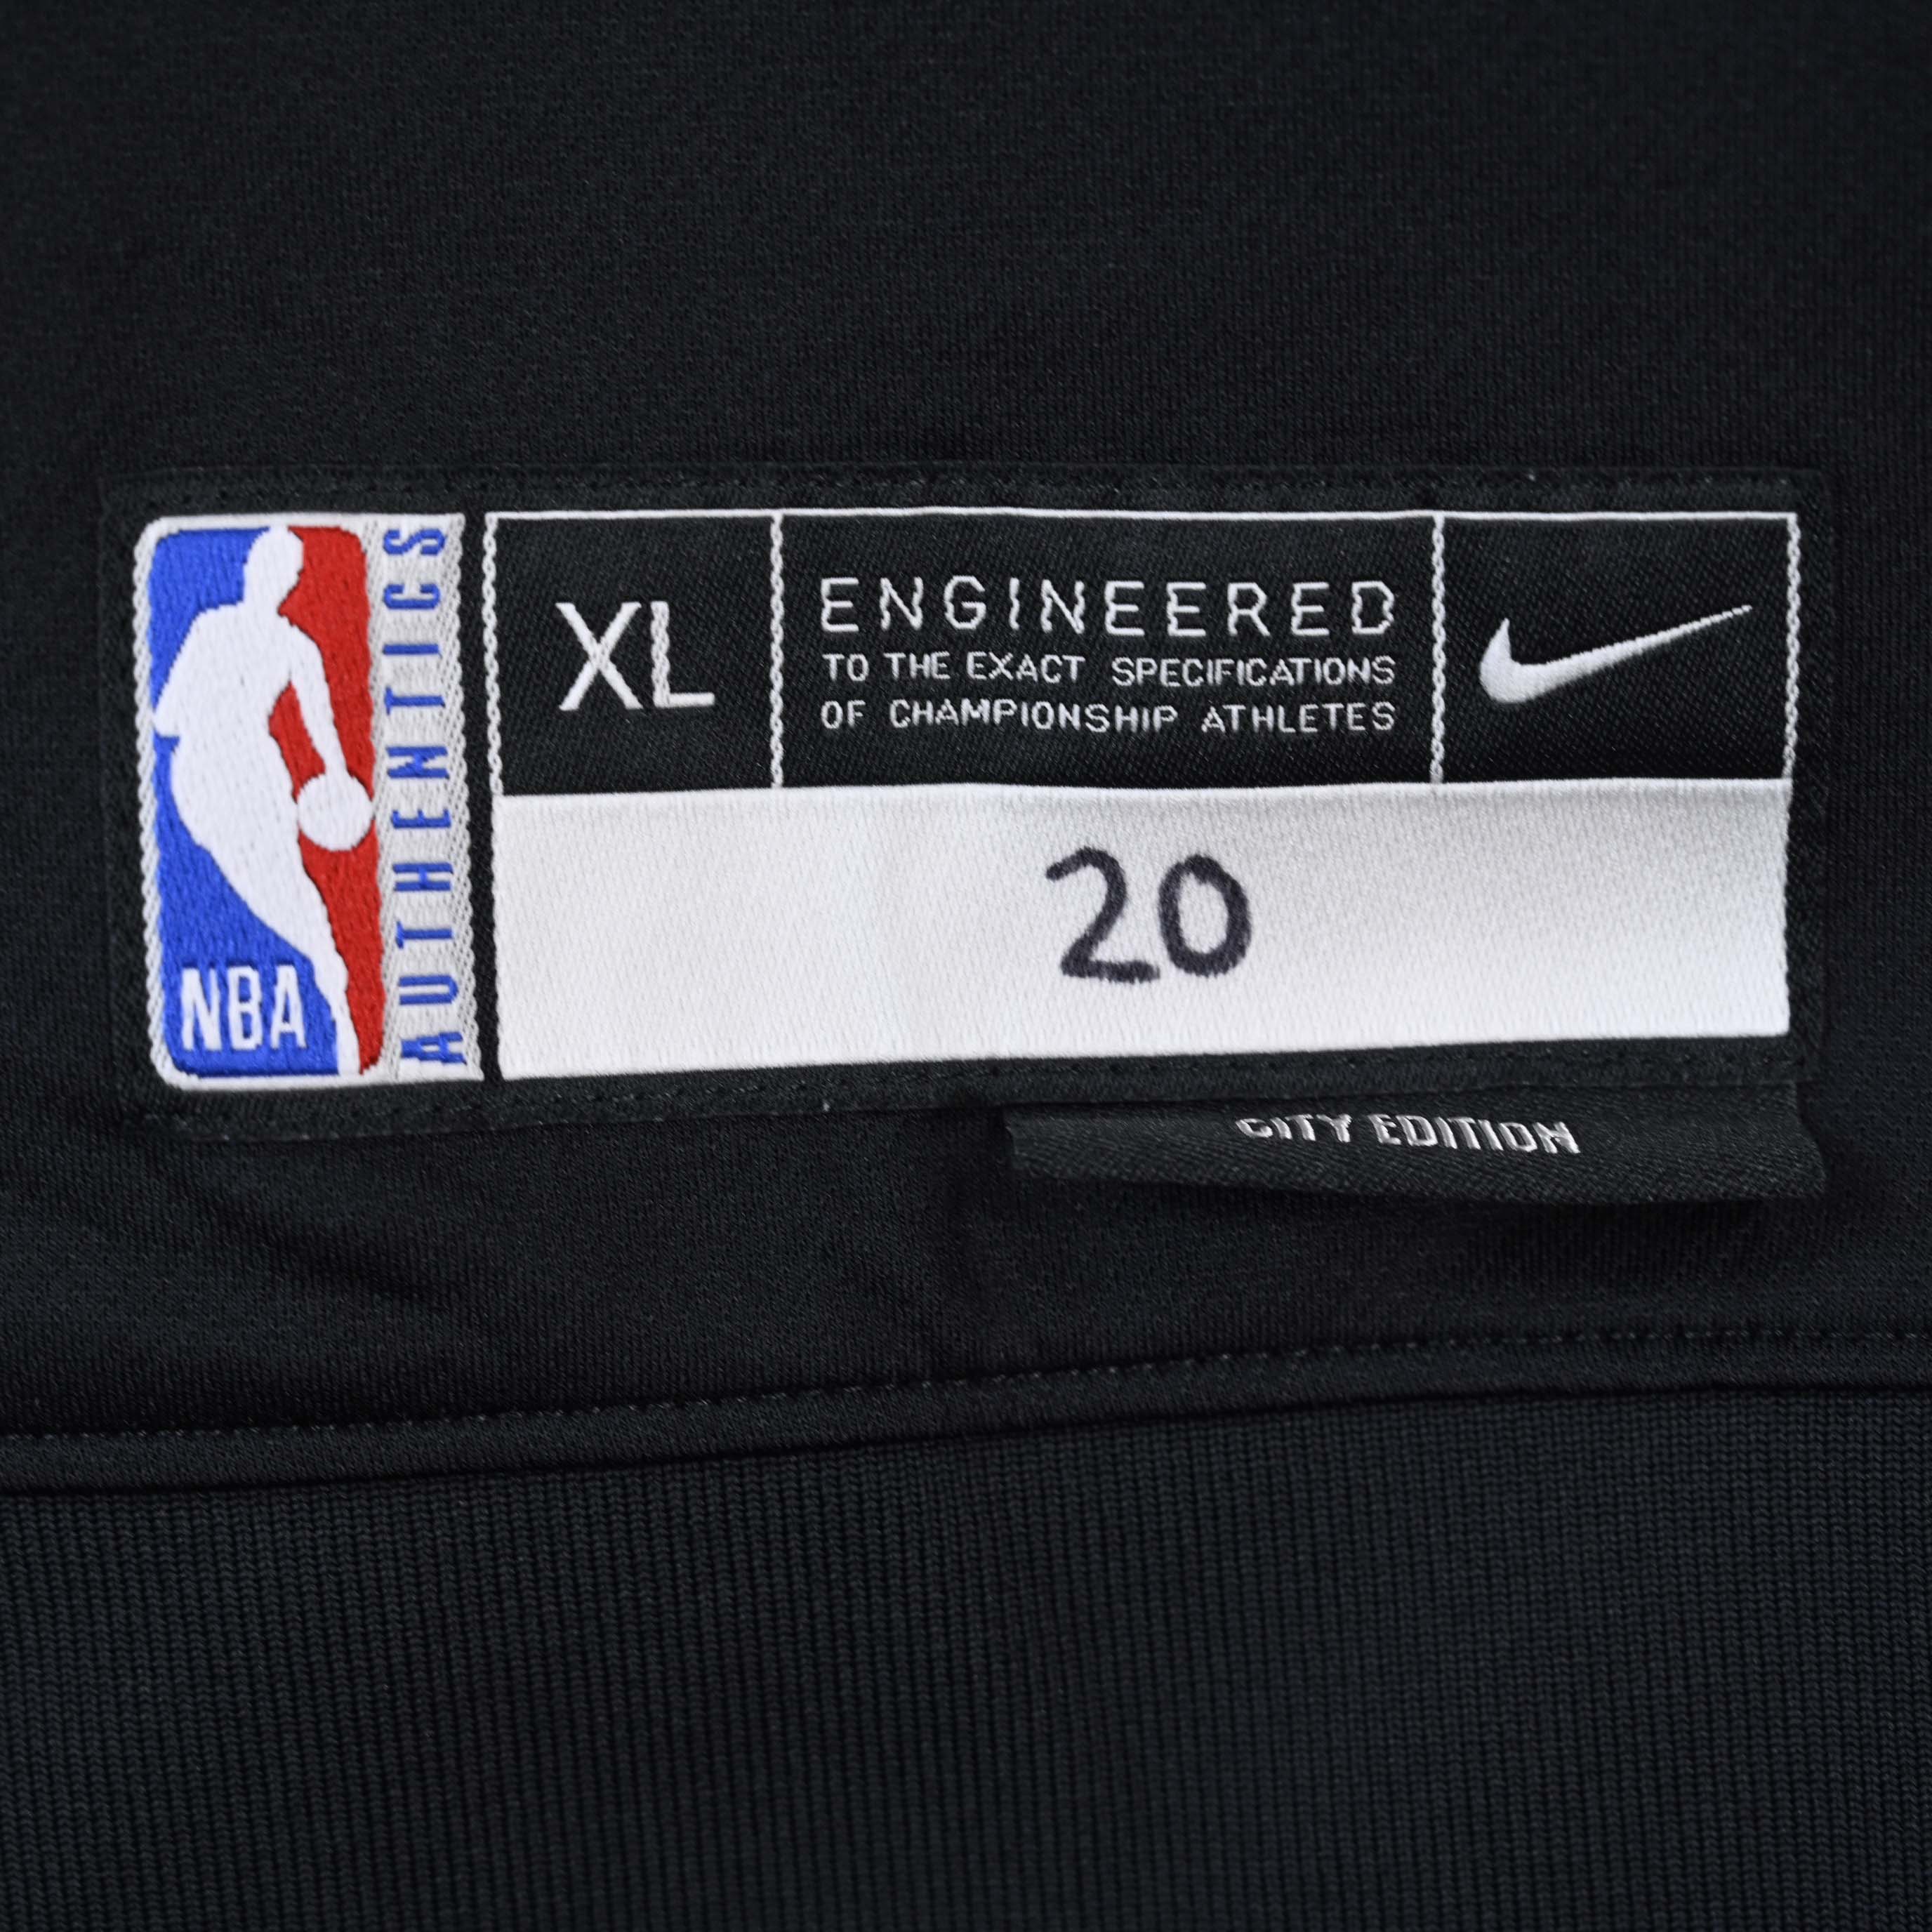 NBA
AUTHENTICS
XL
ENGINEERED
TO THE EXACT SPECIFICATIONS
OF CHAMPIONSHIP ATHLETES
20
CITY EDITION